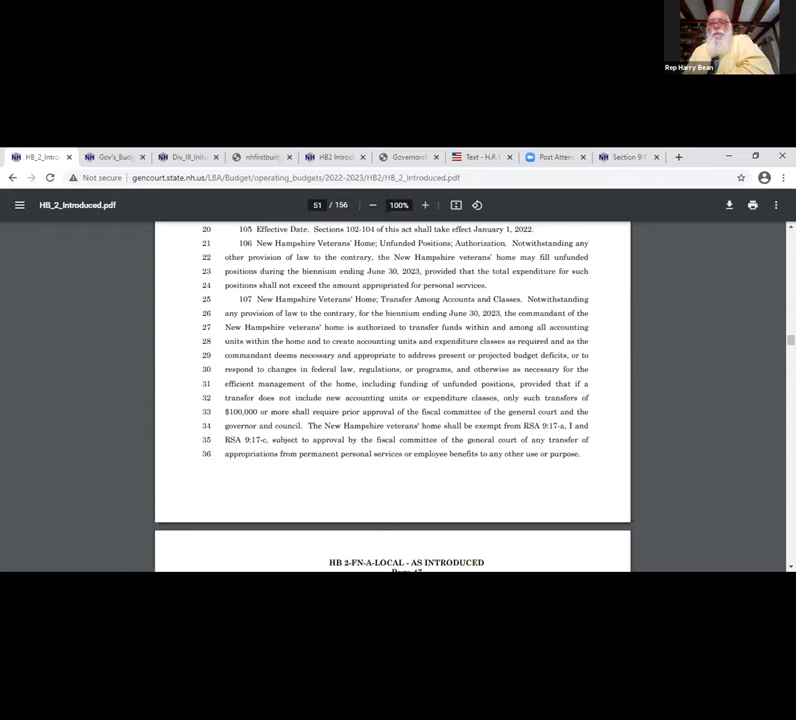 Rep Harry Bean
HB_2_Intro
Gov's_Budg
Div_III_Initi
nhfirstbudg
HB2 Introd
Governors
Text - H.R.1
Post Atten
Section 9:1
Not secure | gencourt.state.nh.us/LBA/Budget/operating_budgets/2022-2023/HB2/HB_2_Introduced.pdf
HB_2_Introduced.pdf 51 / 156 — 100% +
20 105 Effective Date. Sections 102-104 of this act shall take effect January 1, 2022.
21 106 New Hampshire Veterans' Home; Unfunded Positions; Authorization. Notwithstanding any
22 other provision of law to the contrary, the New Hampshire veterans' home may fill unfunded
23 positions during the biennium ending June 30, 2023, provided that the total expenditure for such
24 positions shall not exceed the amount appropriated for personal services.
25 107 New Hampshire Veterans' Home; Transfer Among Accounts and Classes. Notwithstanding
26 any provision of law to the contrary, for the biennium ending June 30, 2023, the commandant of the
27 New Hampshire veterans' home is authorized to transfer funds within and among all accounting
28 units within the home and to create accounting units and expenditure classes as required and as the
29 commandant deems necessary and appropriate to address present or projected budget deficits, or to
30 respond to changes in federal law, regulations, or programs, and otherwise as necessary for the
31 efficient management of the home, including funding of unfunded positions, provided that if a
32 transfer does not include new accounting units or expenditure classes, only such transfers of
33 $100,000 or more shall require prior approval of the fiscal committee of the general court and the
34 governor and council. The New Hampshire veterans' home shall be exempt from RSA 9:17-a, I and
35 RSA 9:17-c, subject to approval by the fiscal committee of the general court of any transfer of
36 appropriations from permanent personal services or employee benefits to any other use or purpose.
HB 2-FN-A-LOCAL - AS INTRODUCED